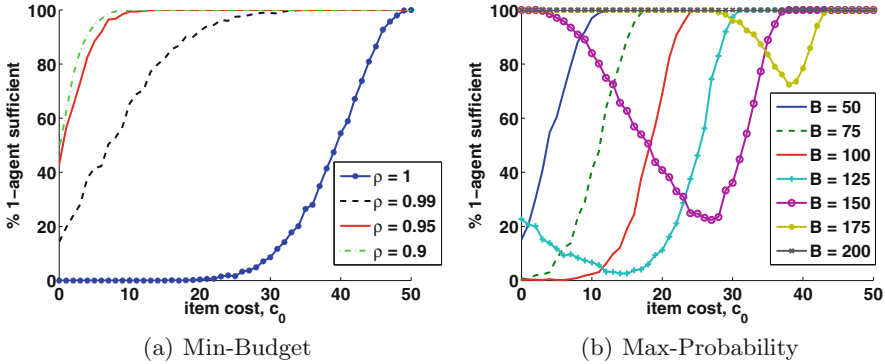 % 1-agent sufficient
100
80
60
40
20
0
0 10 20 30 40 50
item cost, c0
ρ = 1
ρ = 0.99
ρ = 0.95
ρ = 0.9
(a) Min-Budget
% 1-agent sufficient
100
80
60
40
20
0
0 10 20 30 40 50
item cost, c0
B = 50
B = 75
B = 100
B = 125
B = 150
B = 175
B = 200
(b) Max-Probability